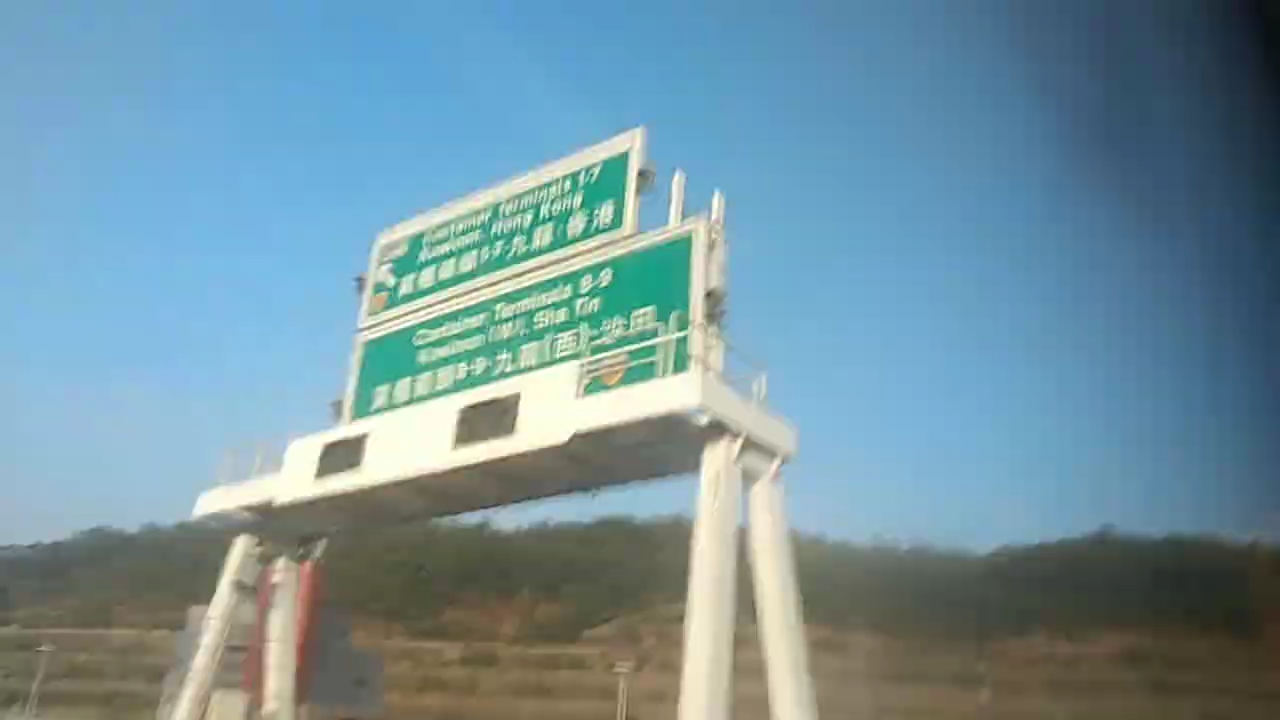 Container Terminals 1-7
Kowloon, Hong Kong
貨櫃碼頭 1-7·九龍·香港
Container Terminals 8-9
Kowloon (W), Sha Tin
貨櫃碼頭 8-9·九龍(西)·沙田